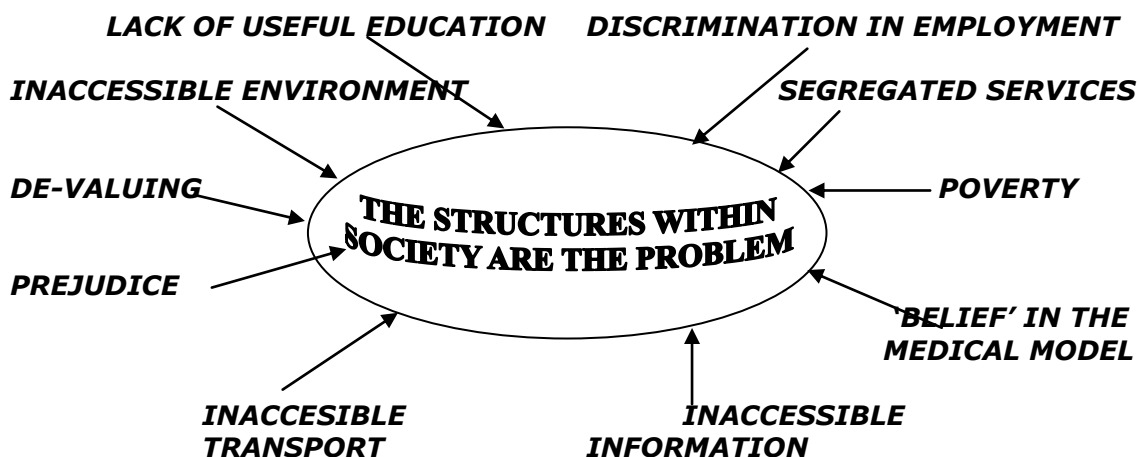 LACK OF USEFUL EDUCATION
DISCRIMINATION IN EMPLOYMENT
INACCESSIBLE ENVIRONMENT
SEGREGATED SERVICES
DE-VALUING
POVERTY
THE STRUCTURES WITHIN
SOCIETY ARE THE PROBLEM
PREJUDICE
‘BELIEF’ IN THE
MEDICAL MODEL
INACCESIBLE
TRANSPORT
INACCESSIBLE
INFORMATION